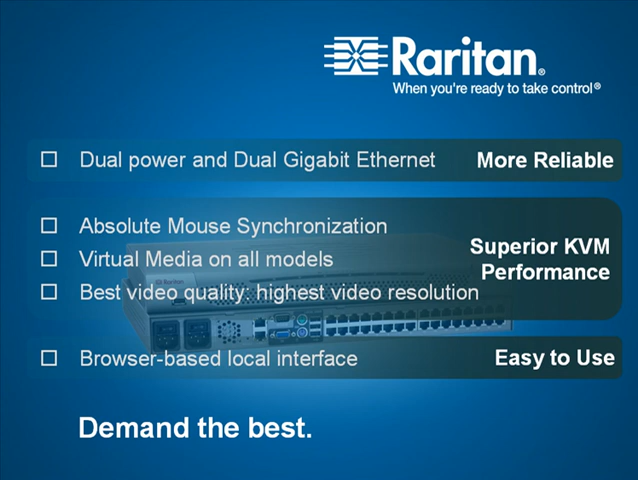 Raritan.®
When you're ready to take control®
Dual power and Dual Gigabit Ethernet More Reliable
Absolute Mouse Synchronization
Virtual Media on all models
Best video quality: highest video resolution
Superior KVM
Performance
Raritan
Browser-based local interface Easy to Use
Demand the best.